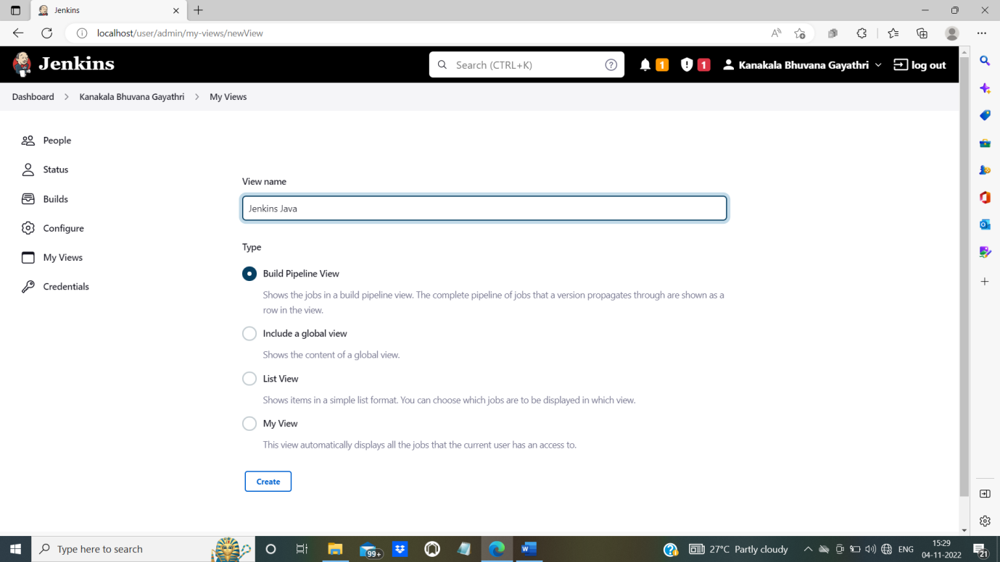 Jenkins
localhost/user/admin/my-views/newView
Jenkins
Search (CTRL+K)
1
1
Kanakala Bhuvana Gayathri
log out
Dashboard
Kanakala Bhuvana Gayathri
My Views
People
Status
Builds
Configure
My Views
Credentials
View name
Jenkins Java
Type
Build Pipeline View
Shows the jobs in a build pipeline view. The complete pipeline of jobs that a version propagates through are shown as a
row in the view.
Include a global view
Shows the content of a global view.
List View
Shows items in a simple list format. You can choose which jobs are to be displayed in which view.
My View
This view automatically displays all the jobs that the current user has an access to.
Create
Type here to search
99+
27°C Partly cloudy
ENG
15:29
04-11-2022
21